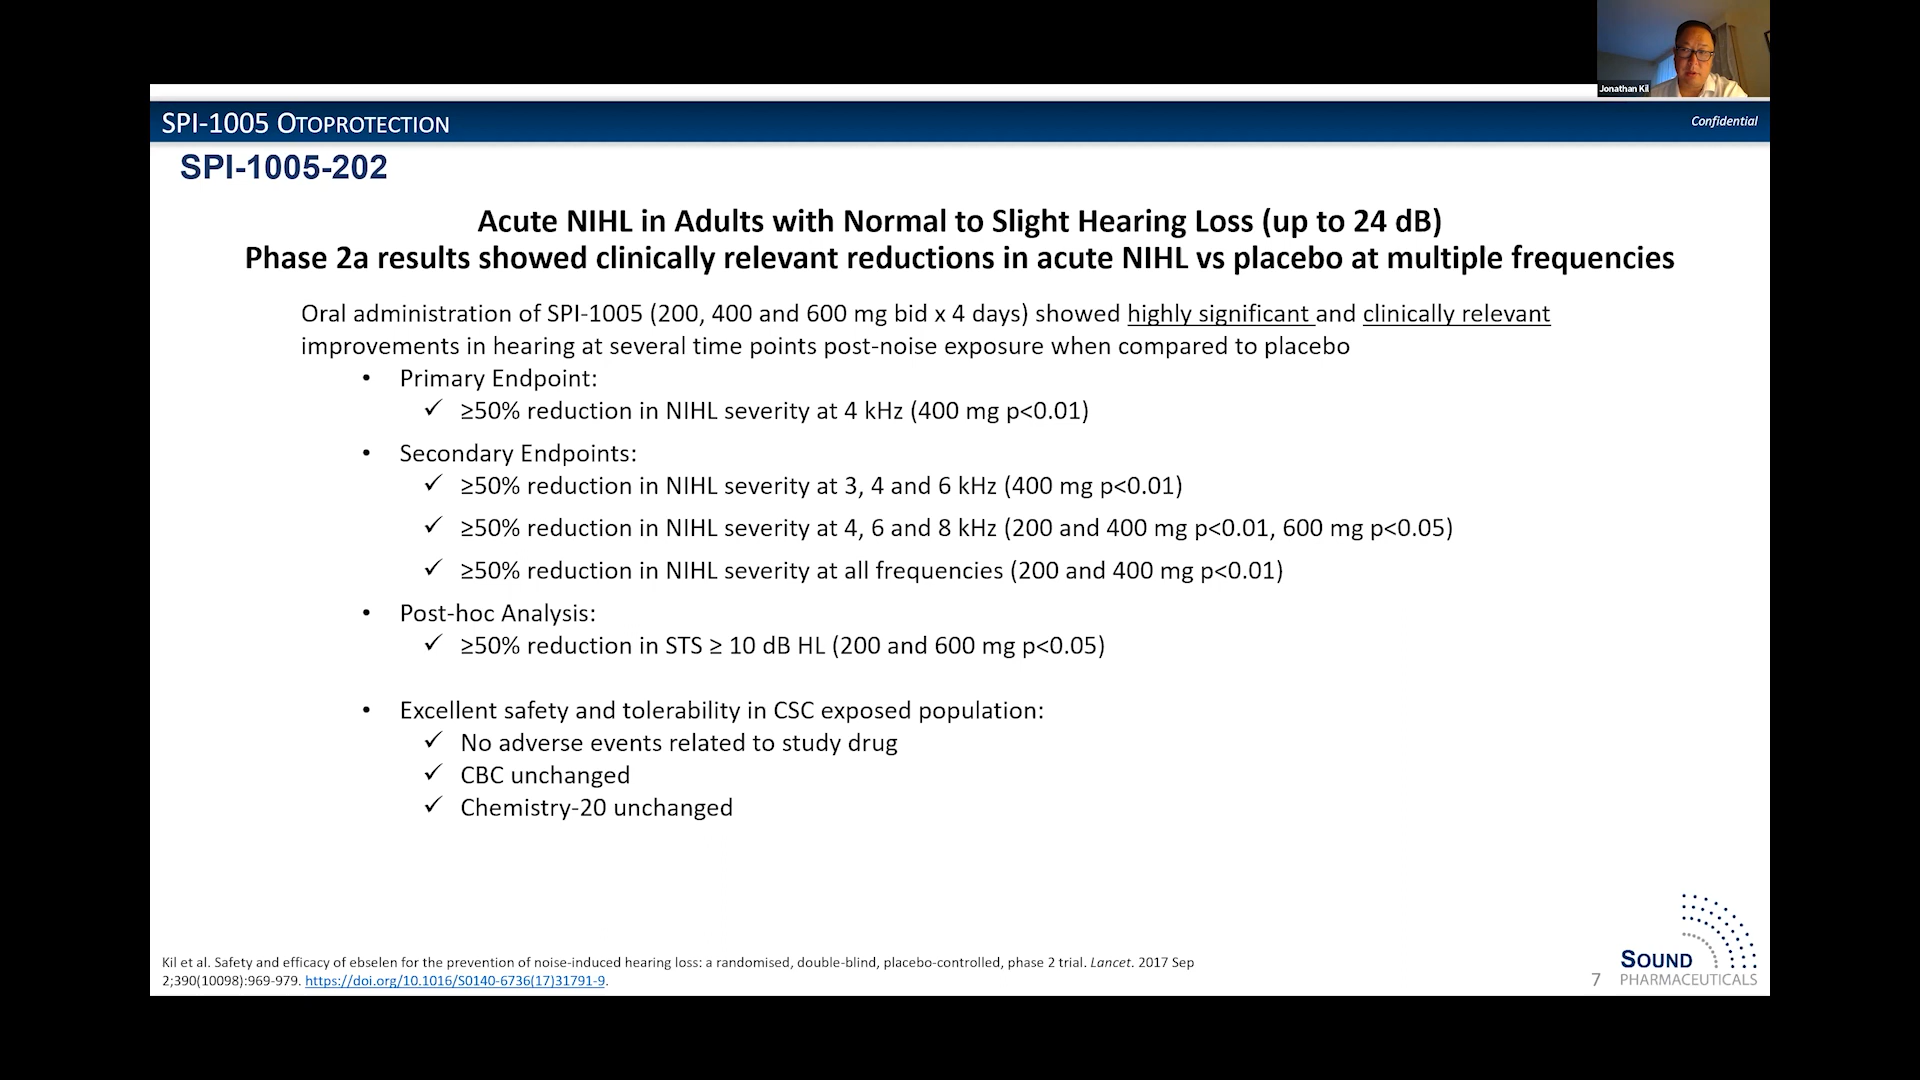 Jonathan Kil
SPI-1005 OTOPROTECTION
Confidential
SPI-1005-202
Acute NIHL in Adults with Normal to Slight Hearing Loss (up to 24 dB)
Phase 2a results showed clinically relevant reductions in acute NIHL vs placebo at multiple frequencies
Oral administration of SPI-1005 (200, 400 and 600 mg bid x 4 days) showed highly significant and clinically relevant
improvements in hearing at several time points post-noise exposure when compared to placebo
• Primary Endpoint:
✓ ≥50% reduction in NIHL severity at 4 kHz (400 mg p<0.01)
• Secondary Endpoints:
✓ ≥50% reduction in NIHL severity at 3, 4 and 6 kHz (400 mg p<0.01)
✓ ≥50% reduction in NIHL severity at 4, 6 and 8 kHz (200 and 400 mg p<0.01, 600 mg p<0.05)
✓ ≥50% reduction in NIHL severity at all frequencies (200 and 400 mg p<0.01)
• Post-hoc Analysis:
✓ ≥50% reduction in STS ≥ 10 dB HL (200 and 600 mg p<0.05)
• Excellent safety and tolerability in CSC exposed population:
✓ No adverse events related to study drug
✓ CBC unchanged
✓ Chemistry-20 unchanged
Kil et al. Safety and efficacy of ebselen for the prevention of noise-induced hearing loss: a randomised, double-blind, placebo-controlled, phase 2 trial. Lancet. 2017 Sep
2;390(10098):969-979. https://doi.org/10.1016/S0140-6736(17)31791-9.
7
SOUND
PHARMACEUTICALS